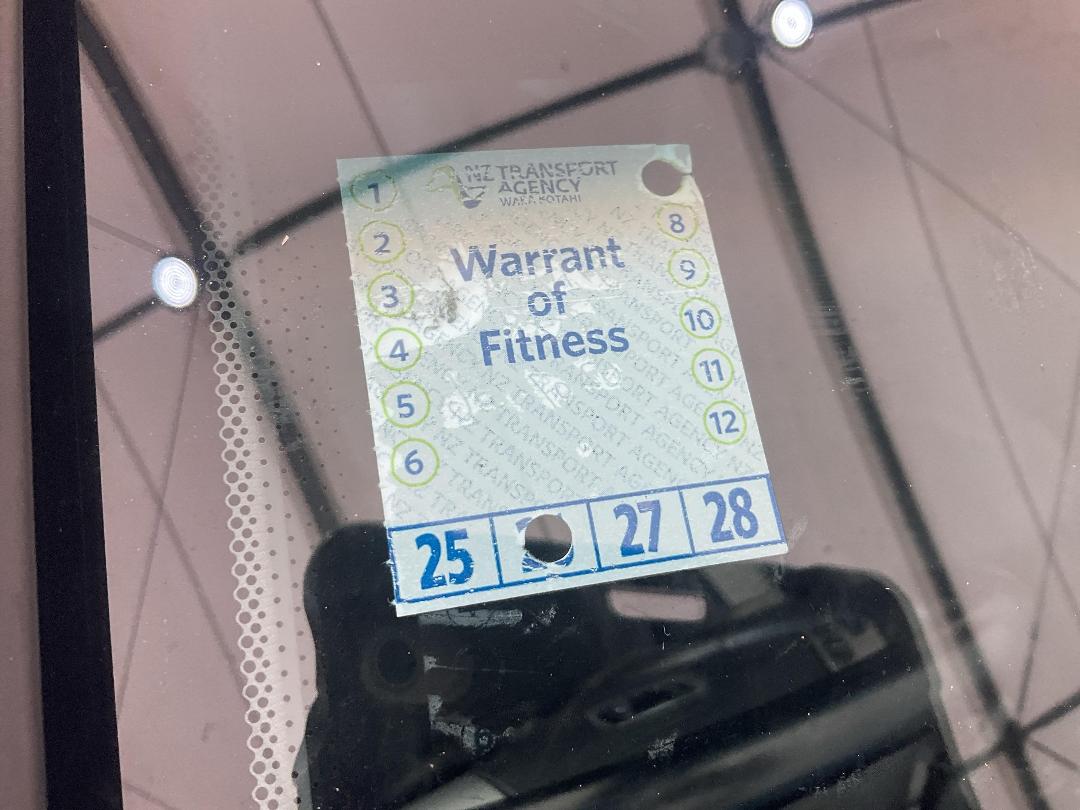 NZ TRANSPORT
AGENCY
WAKA KOTAHI
1
2
3
4
5
6
8
9
10
11
12
Warrant
of
Fitness
25 27 28